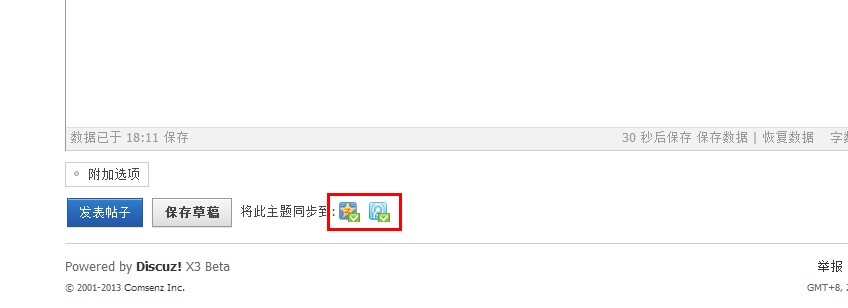 数据已于 18:11 保存
30 秒后保存 保存数据 | 恢复数据 字数
附加选项
发表帖子 保存草稿 将此主题同步到:
Powered by Discuz! X3 Beta 举报
© 2001-2013 Comsenz Inc. GMT+8, 2